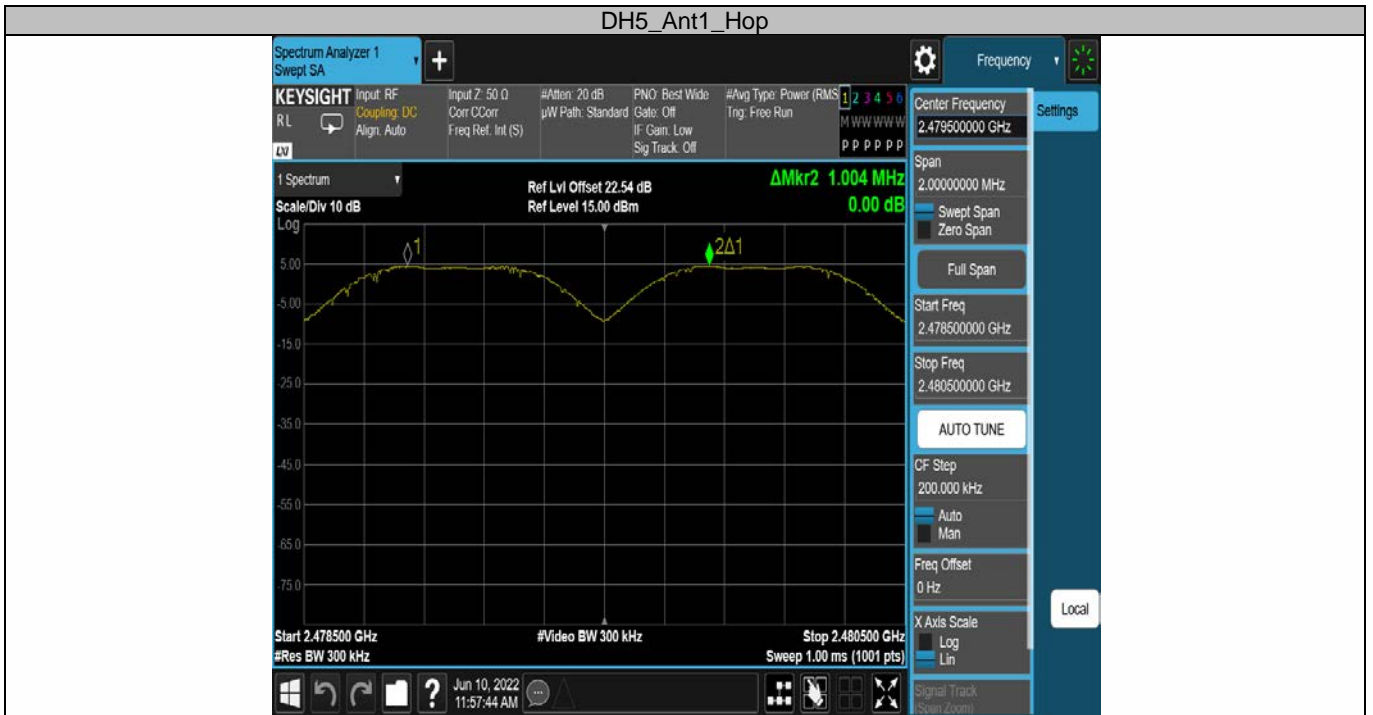 DH5_Ant1_Hop
Spectrum Analyzer 1
Swept SA
+
Frequency
KEYSIGHT
RL
LXI
Input: RF
Coupling: DC
Align: Auto
Input Z: 50 Ω
Corr CCorr
Freq Ref: Int (S)
#Atten: 20 dB
µW Path: Standard
PNO: Best Wide
Gate: Off
IF Gain: Low
Sig Track: Off
#Avg Type: Power (RMS
Trig: Free Run
1 2 3 4 5 6
M W W W W W
P P P P P P
1 Spectrum
Scale/Div 10 dB
Log
Ref Lvl Offset 22.54 dB
Ref Level 15.00 dBm
ΔMkr2 1.004 MHz
0.00 dB
1
2Δ1
5.00
-5.00
-15.0
-25.0
-35.0
-45.0
-55.0
-65.0
-75.0
Start 2.478500 GHz
#Res BW 300 kHz
#Video BW 300 kHz
Stop 2.480500 GHz
Sweep 1.00 ms (1001 pts)
Center Frequency
2.479500000 GHz
Settings
Span
2.00000000 MHz
Swept Span
Zero Span
Full Span
Start Freq
2.478500000 GHz
Stop Freq
2.480500000 GHz
AUTO TUNE
CF Step
200.000 kHz
Auto
Man
Freq Offset
0 Hz
Local
X Axis Scale
Log
Lin
Signal Track
(Span Zoom)
?
Jun 10, 2022
11:57:44 AM